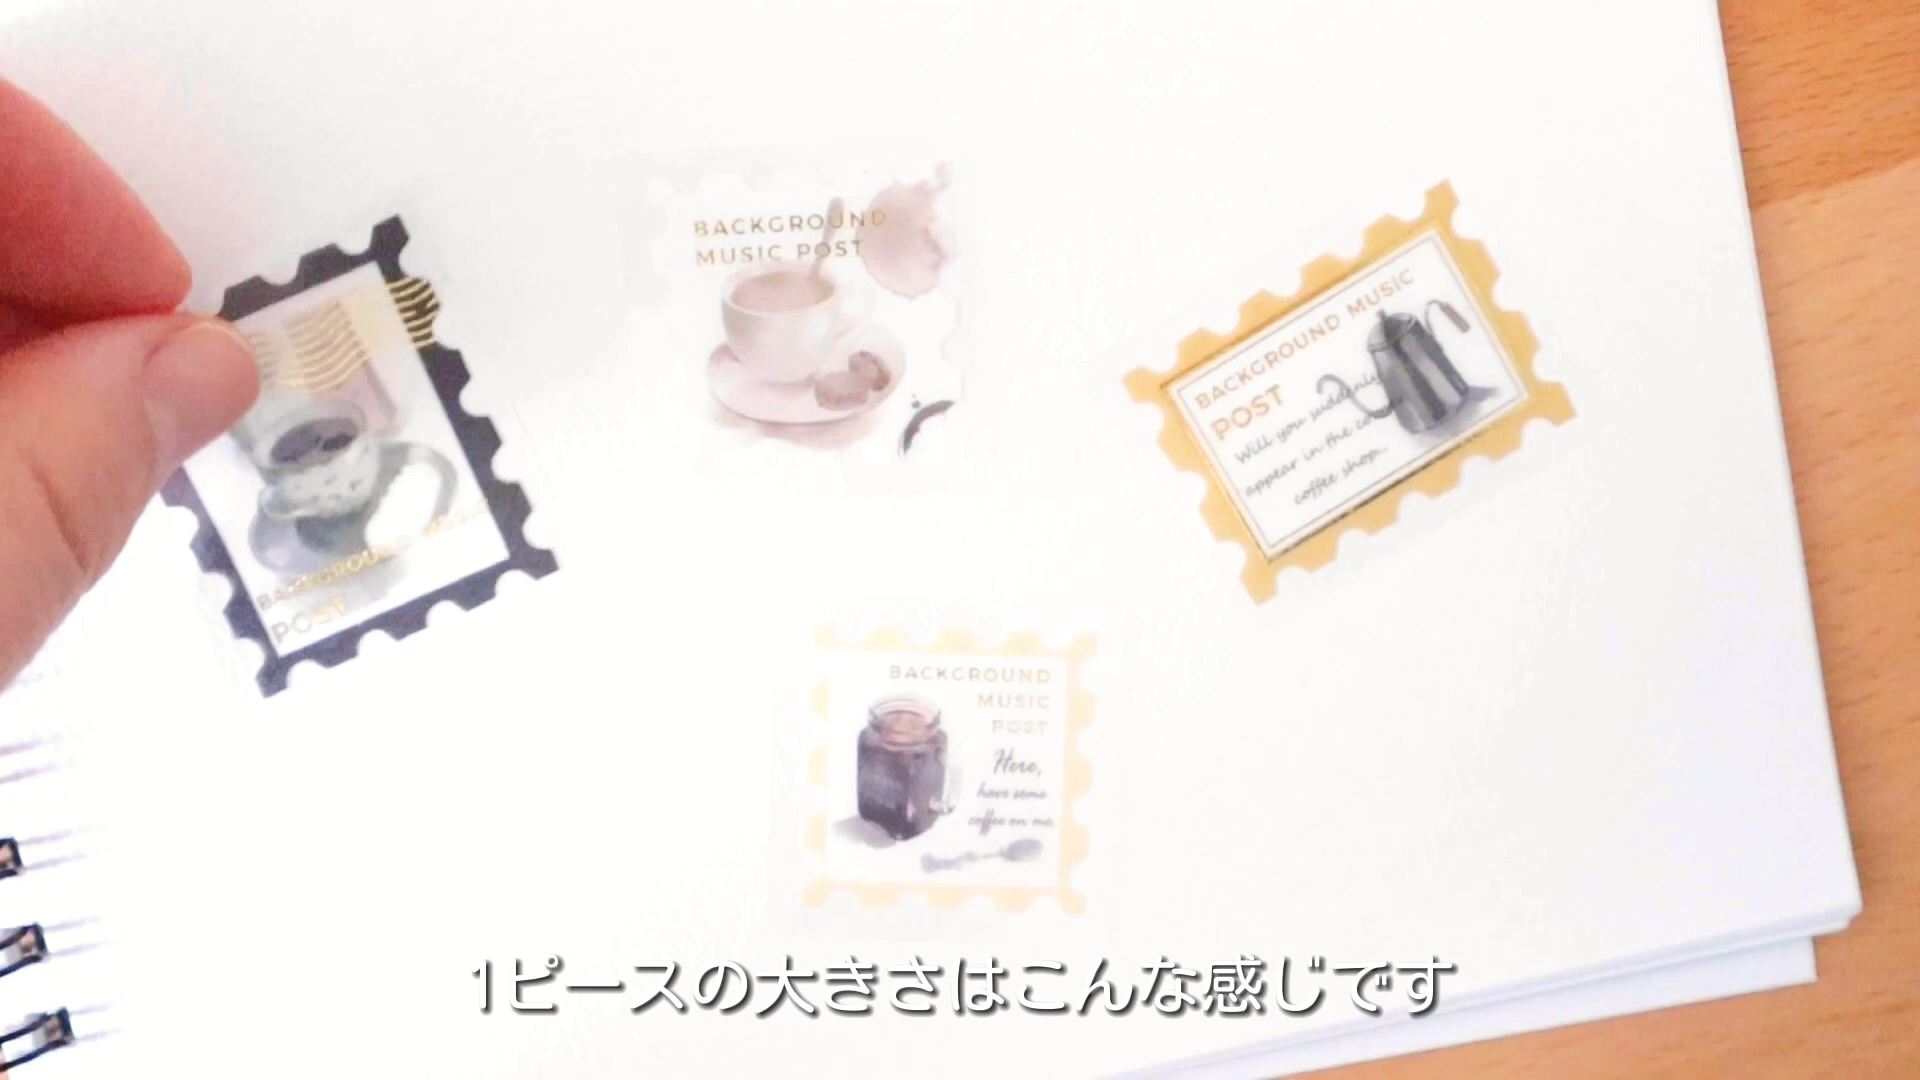 BACKGROUND
MUSIC POST
BACKGROUND MUSIC
POST
Will you suddenly
appear in the
coffee shop..
BACKGROUND
POST
BACKGROUND
MUSIC
POST
Here,
have some
coffee on me.
1ピースの大きさはこんな感じです